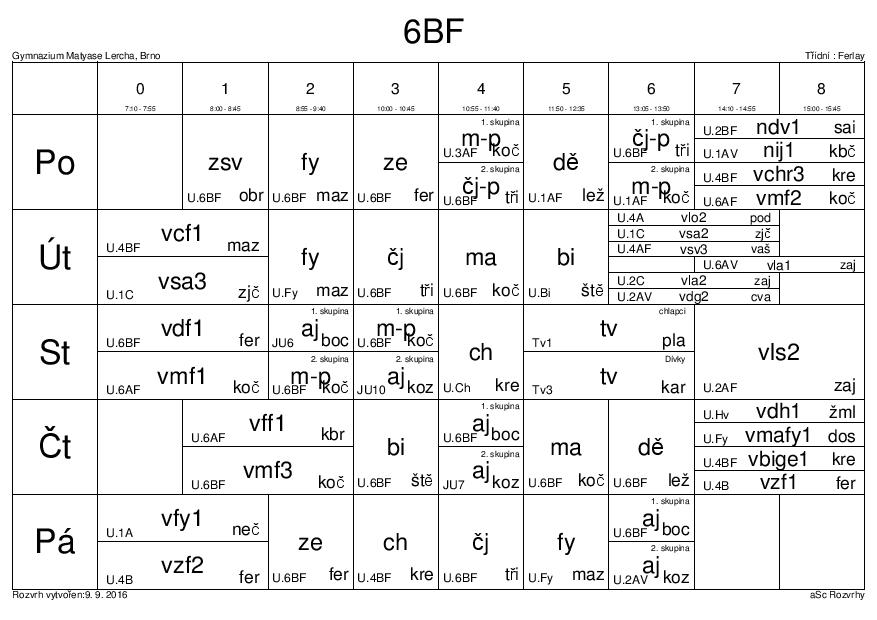 6BF
Gymnazium Matyase Lercha, Brno
Třídní : Ferlay
0 1 2 3 4 5 6 7 8
7:10 - 7:55 8:00 - 8:45 8:55 - 9:40 10:00 - 10:45 10:55 - 11:40 11:50 - 12:35 13:05 - 13:50 14:10 - 14:55 15:00 - 15:45
Po
zsv
U.6BF obr
fy
U.6BF maz
ze
U.6BF fer
1. skupina
m-p
U.3AF koč
2. skupina
čj-p
U.6BF tři
dě
U.1AF lež
1. skupina
čj-p
U.6BF tři
2. skupina
m-p
U.1AF koč
U.2BF ndv1 sai
U.1AV nij1 kbč
U.4BF vchr3 kre
U.6AF vmf2 koč
Út
vcf1
U.4BF maz
vsa3
U.1C zjč
fy
U.Fy maz
čj
U.6BF tři
ma
U.6BF koč
bi
U.Bi ště
U.4A vlo2 pod
U.1C vsa2 zjč
U.4AF vsv3 vaš
U.6AV vla1 zaj
U.2C vla2 zaj
U.2AV vdg2 cva
St
vdf1
U.6BF fer
vmf1
U.6AF koč
1. skupina
aj
JU6 boc
2. skupina
m-p
U.6BF koč
1. skupina
m-p
U.6BF koč
2. skupina
aj
JU10 koz
ch
U.Ch kre
chlapci
tv
Tv1 pla
Dívky
tv
Tv3 kar
vls2
U.2AF zaj
Čt
vff1
U.6AF kbr
vmf3
U.6BF koč
bi
U.6BF ště
1. skupina
aj
U.6BF boc
2. skupina
aj
JU7 koz
ma
U.6BF koč
dě
U.6BF lež
U.Hv vdh1 žml
U.Fy vmafy1 dos
U.4BF vbige1 kre
U.4B vzf1 fer
Pá
vfy1
U.1A neč
vzf2
U.4B fer
ze
U.6BF fer
ch
U.4BF kre
čj
U.6BF tři
fy
U.Fy maz
1. skupina
aj
U.6BF boc
2. skupina
aj
U.2AV koz
Rozvrh vytvořen:9. 9. 2016
aSc Rozvrhy